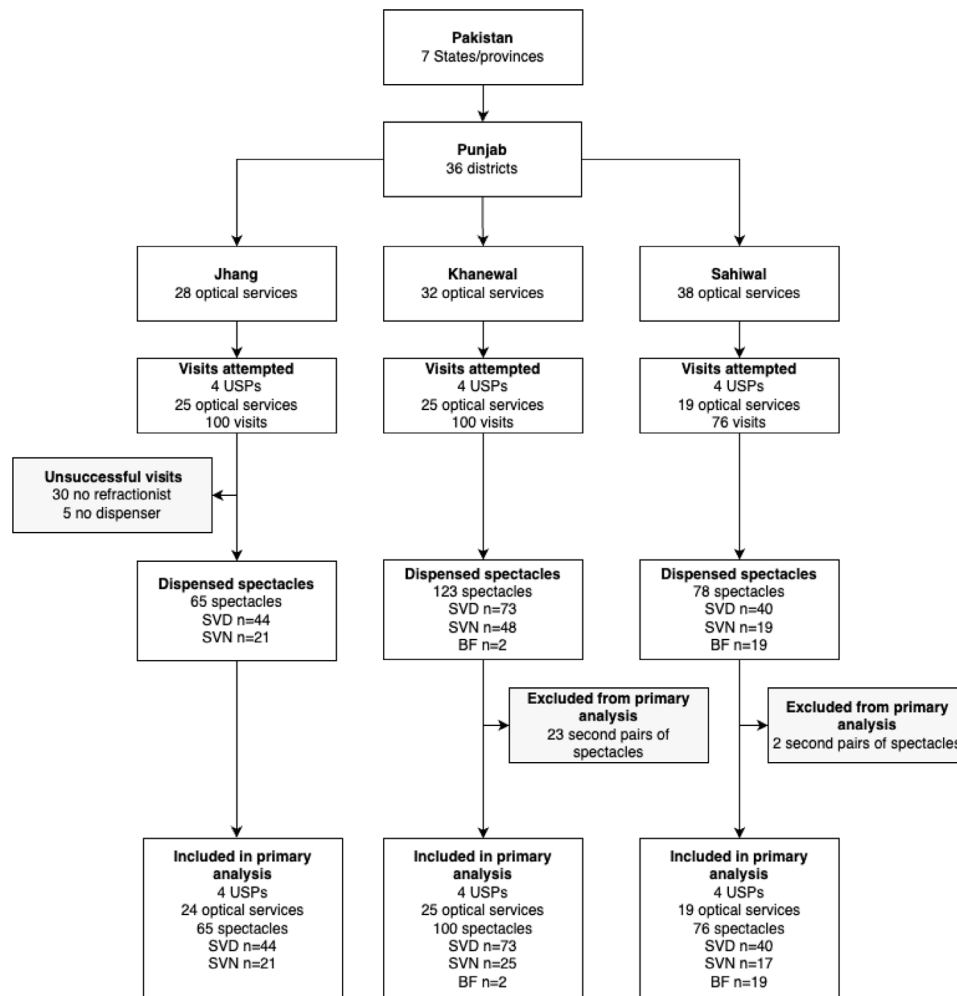 Pakistan
7 States/provinces
Punjab
36 districts
Jhang
28 optical services
Khanewal
32 optical services
Sahiwal
38 optical services
Visits attempted
4 USPs
25 optical services
100 visits
Visits attempted
4 USPs
25 optical services
100 visits
Visits attempted
4 USPs
19 optical services
76 visits
Unsuccessful visits
30 no refractionist
5 no dispenser
Dispensed spectacles
65 spectacles
SVD n=44
SVN n=21
Dispensed spectacles
123 spectacles
SVD n=73
SVN n=48
BF n=2
Dispensed spectacles
78 spectacles
SVD n=40
SVN n=19
BF n=19
Excluded from primary
analysis
23 second pairs of
spectacles
Excluded from primary
analysis
2 second pairs of spectacles
Included in primary
analysis
4 USPs
24 optical services
65 spectacles
SVD n=44
SVN n=21
Included in primary
analysis
4 USPs
25 optical services
100 spectacles
SVD n=73
SVN n=25
BF n=2
Included in primary
analysis
4 USPs
19 optical services
76 spectacles
SVD n=40
SVN n=17
BF n=19